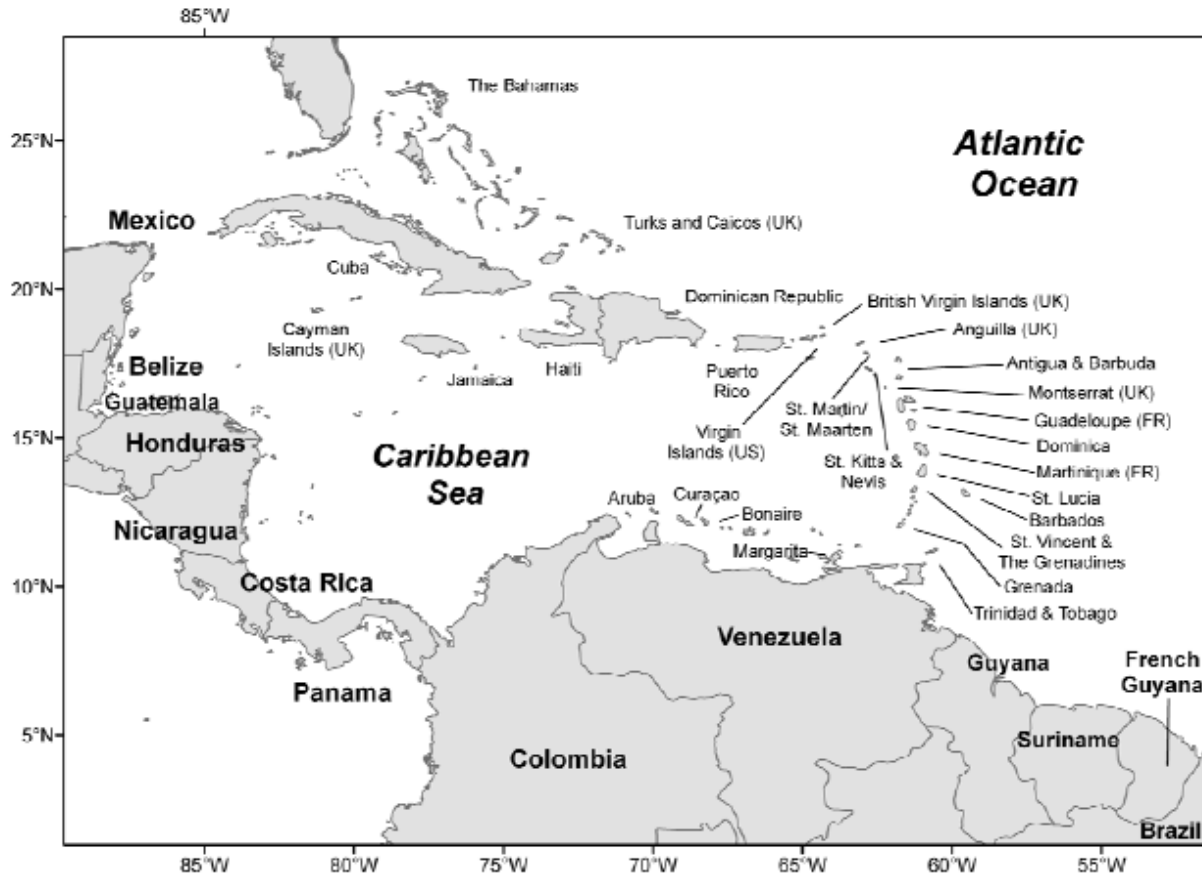 85°W
The Bahamas
25°N
Atlantic
Ocean
Mexico
Turks and Caicos (UK)
Cuba
20°N
Dominican Republic
British Virgin Islands (UK)
Cayman
Islands (UK)
Anguilla (UK)
Jamaica
Haiti
Puerto
Rico
Antigua & Barbuda
Belize
Montserrat (UK)
Guatemala
St. Martin/
St. Maarten
Guadeloupe (FR)
15°N
Honduras
Virgin
Islands (US)
Dominica
Caribbean
Sea
St. Kitts &
Nevis
Martinique (FR)
St. Lucia
Aruba
Curaçao
Bonaire
Barbados
Nicaragua
St. Vincent &
The Grenadines
Margarita
10°N
Costa Rica
Grenada
Trinidad & Tobago
Venezuela
Guyana
French
Guyana
Panama
5°N
Colombia
Suriname
Brazil
85°W
80°W
75°W
70°W
65°W
60°W
55°W